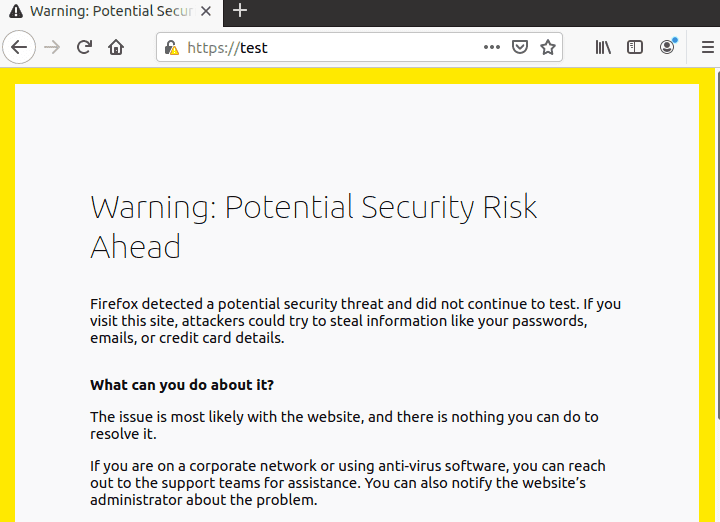 Warning: Potential Secur
https://test
Warning: Potential Security Risk
Ahead
Firefox detected a potential security threat and did not continue to test. If you
visit this site, attackers could try to steal information like your passwords,
emails, or credit card details.
What can you do about it?
The issue is most likely with the website, and there is nothing you can do to
resolve it.
If you are on a corporate network or using anti-virus software, you can reach
out to the support teams for assistance. You can also notify the website’s
administrator about the problem.